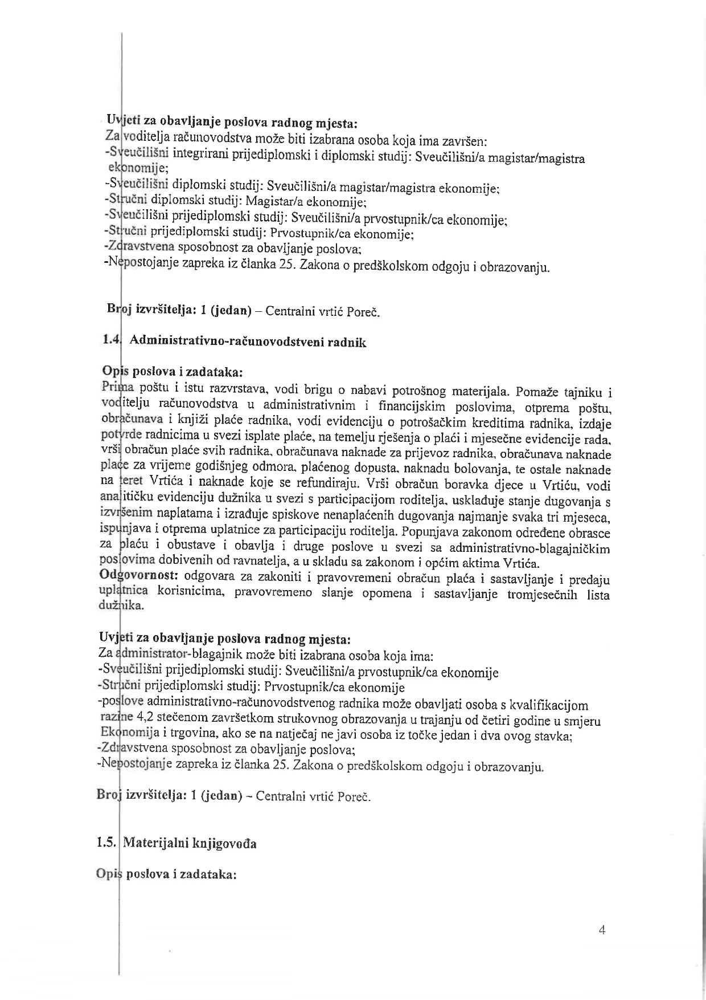 Uvjeti za obavljanje poslova radnog mjesta:
Za voditelja računovodstva može biti izabrana osoba koja ima završen:
-Sveučilišni integrirani prijediplomski i diplomski studij: Sveučilišni/a magistar/magistra
ekonomije;
-Sveučilišni diplomski studij: Sveučilišni/a magistar/magistra ekonomije;
-Stručni diplomski studij: Magistar/a ekonomije;
-Sveučilišni prijediplomski studij: Sveučilišni/a prvostupnik/ca ekonomije;
-Stručni prijediplomski studij: Prvostupnik/ca ekonomije;
-Zdravstvena sposobnost za obavljanje poslova;
-Nepostojanje zapreka iz članka 25. Zakona o predškolskom odgoju i obrazovanju.
Broj izvršitelja: 1 (jedan) – Centralni vrtić Poreč.
1.4. Administrativno-računovodstveni radnik
Opis poslova i zadataka:
Prima poštu i istu razvrstava, vodi brigu o nabavi potrošnog materijala. Pomaže tajniku i
voditelju računovodstva u administrativnim i financijskim poslovima, otprema poštu,
obračunava i knjiži plaće radnika, vodi evidenciju o potrošačkim kreditima radnika, izdaje
potvrde radnicima u svezi isplate plaće, na temelju rješenja o plaći i mjesečne evidencije rada,
vrši obračun plaće svih radnika, obračunava naknade za prijevoz radnika, obračunava naknade
plaće za vrijeme godišnjeg odmora, plaćenog dopusta, naknadu bolovanja, te ostale naknade
na teret Vrtića i naknade koje se refundiraju. Vrši obračun boravka djece u Vrtiću, vodi
analitičku evidenciju dužnika u svezi s participacijom roditelja, usklađuje stanje dugovanja s
izvršenim naplatama i izrađuje spiskove nenaplaćenih dugovanja najmanje svaka tri mjeseca,
ispunjava i otprema uplatnice za participaciju roditelja. Popunjava zakonom određene obrasce
za plaću i obustave i obavlja i druge poslove u svezi sa administrativno-blagajničkim
poslovima dobivenih od ravnatelja, a u skladu sa zakonom i općim aktima Vrtića.
Odgovornost: odgovara za zakoniti i pravovremeni obračun plaća i sastavljanje i predaju
uplatnica korisnicima, pravovremeno slanje opomena i sastavljanje tromjesečnih lista
dužnika.
Uvjeti za obavljanje poslova radnog mjesta:
Za administrator-blagajnik može biti izabrana osoba koja ima:
-Sveučilišni prijediplomski studij: Sveučilišni/a prvostupnik/ca ekonomije
-Stručni prijediplomski studij: Prvostupnik/ca ekonomije
-poslove administrativno-računovodstvenog radnika može obavljati osoba s kvalifikacijom
razine 4,2 stečenom završetkom strukovnog obrazovanja u trajanju od četiri godine u smjeru
Ekonomija i trgovina, ako se na natječaj ne javi osoba iz točke jedan i dva ovog stavka;
-Zdravstvena sposobnost za obavljanje poslova;
-Nepostojanje zapreka iz članka 25. Zakona o predškolskom odgoju i obrazovanju.
Broj izvršitelja: 1 (jedan) – Centralni vrtić Poreč.
1.5. Materijalni knjigovođa
Opis poslova i zadataka:
4